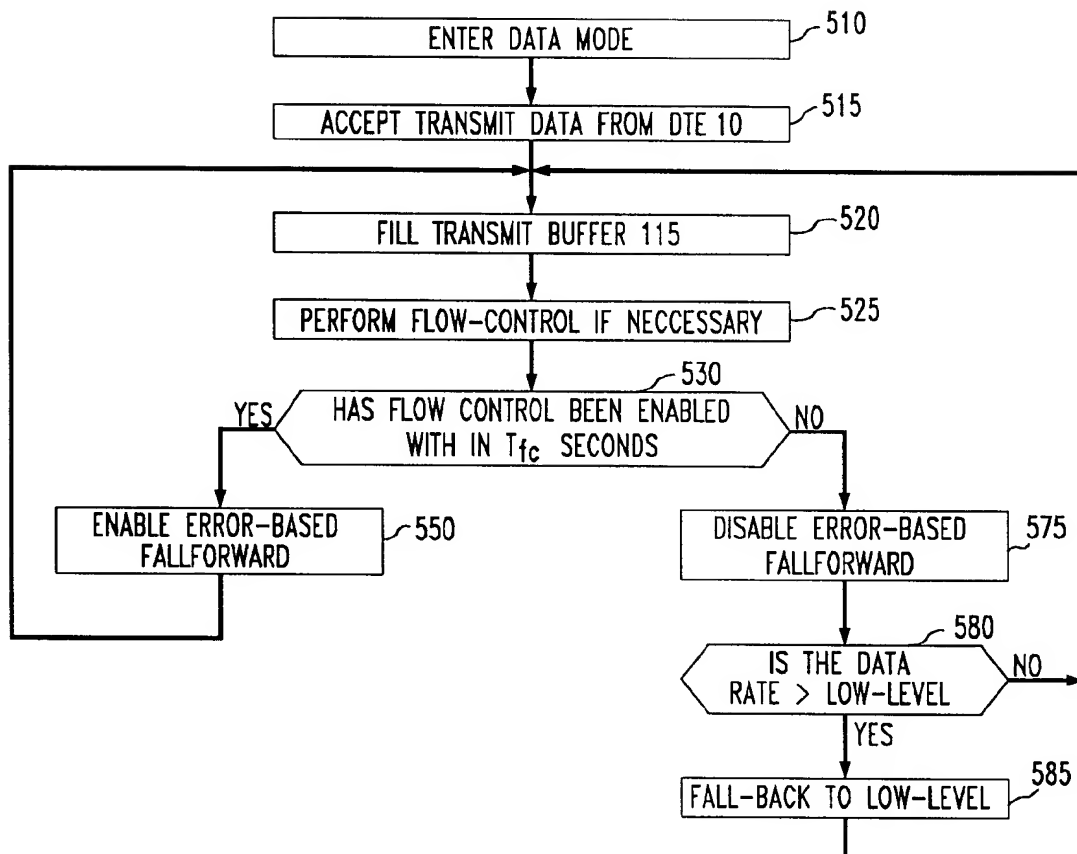 ENTER DATA MODE
510
ACCEPT TRANSMIT DATA FROM DTE 10
515
FILL TRANSMIT BUFFER 115
520
PERFORM FLOW-CONTROL IF NECCESSARY
525
530
YES
HAS FLOW CONTROL BEEN ENABLED
WITH IN Tfc SECONDS
NO
ENABLE ERROR-BASED
FALLFORWARD
550
DISABLE ERROR-BASED
FALLFORWARD
575
580
IS THE DATA
RATE > LOW-LEVEL
NO
YES
FALL-BACK TO LOW-LEVEL
585